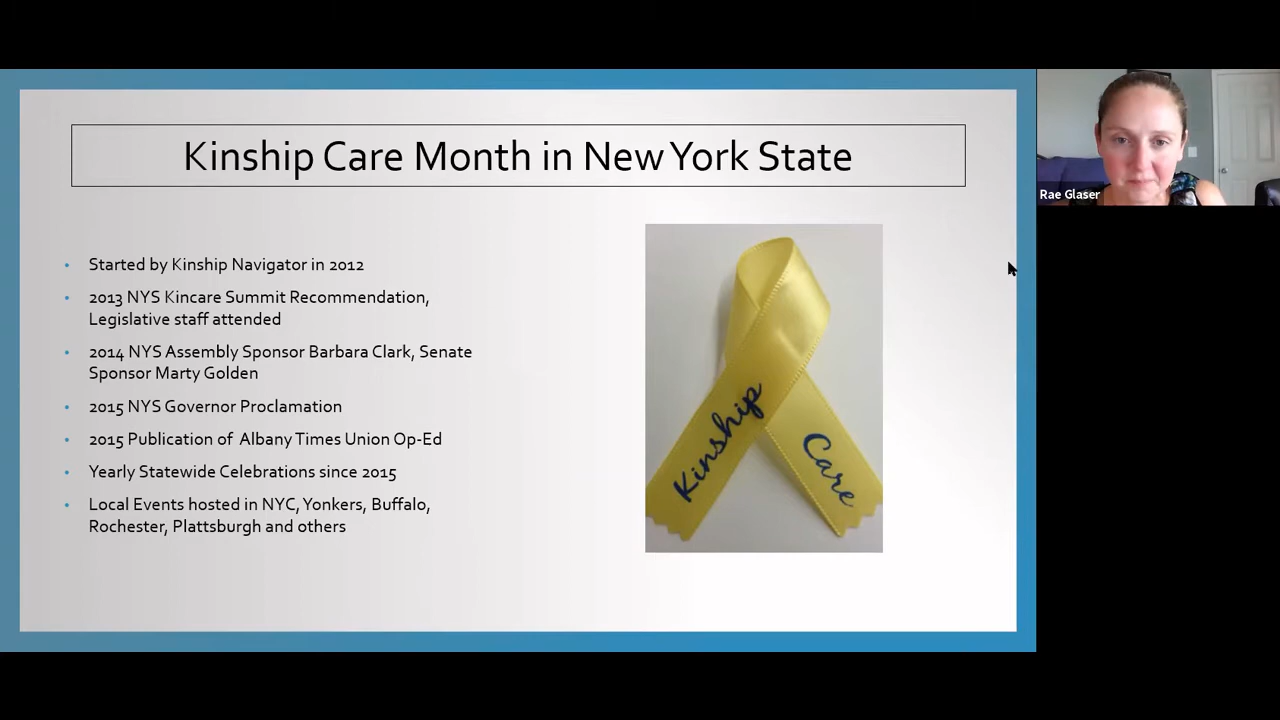 Kinship Care Month in New York State
Rae Glaser
• Started by Kinship Navigator in 2012
• 2013 NYS Kincare Summit Recommendation,
Legislative staff attended
• 2014 NYS Assembly Sponsor Barbara Clark, Senate
Sponsor Marty Golden
• 2015 NYS Governor Proclamation
• 2015 Publication of Albany Times Union Op-Ed
• Yearly Statewide Celebrations since 2015
• Local Events hosted in NYC, Yonkers, Buffalo,
Rochester, Plattsburgh and others
Kinship
Care